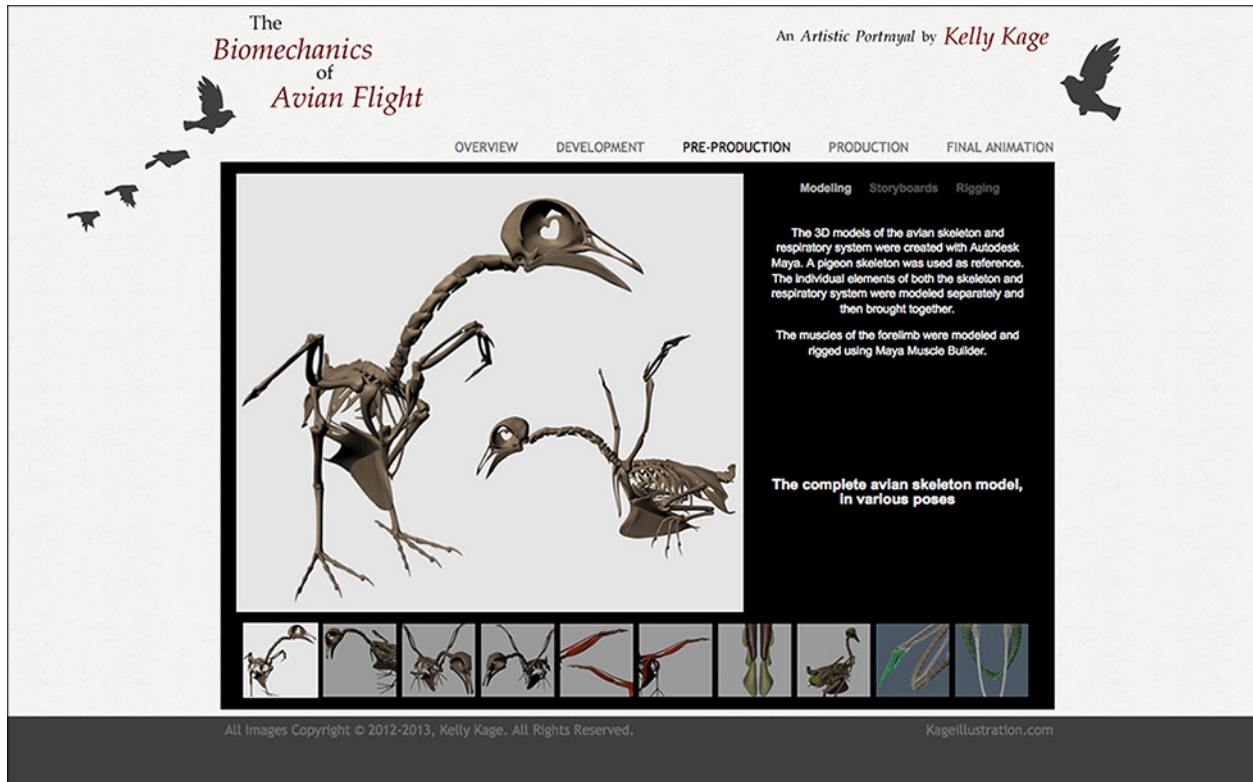 The
Biomechanics
of
Avian Flight
An Artistic Portrayal by Kelly Kage
OVERVIEW DEVELOPMENT PRE-PRODUCTION PRODUCTION FINAL ANIMATION
Modeling Storyboards Rigging
The 3D models of the avian skeleton and
respiratory system were created with Autodesk
Maya. A pigeon skeleton was used as reference.
The individual elements of both the skeleton and
respiratory system were modeled separately and
then brought together.
The muscles of the forelimb were modeled and
rigged using Maya Muscle Builder.
The complete avian skeleton model,
in various poses
All Images Copyright © 2012-2013, Kelly Kage. All Rights Reserved.
Kageillustration.com